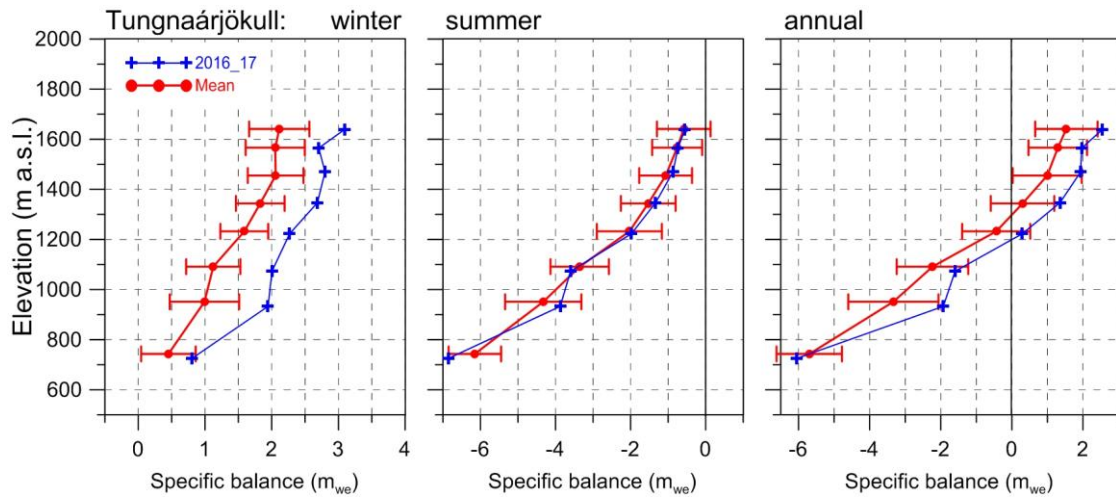 Tungnaárjökull: winter
summer
annual
2016_17
Mean
Elevation (m a.s.l.)
2000
1800
1600
1400
1200
1000
800
600
0 1 2 3 4
-6 -4 -2 0
-6 -4 -2 0 2
Specific balance (mwe)
Specific balance (mwe)
Specific balance (mwe)